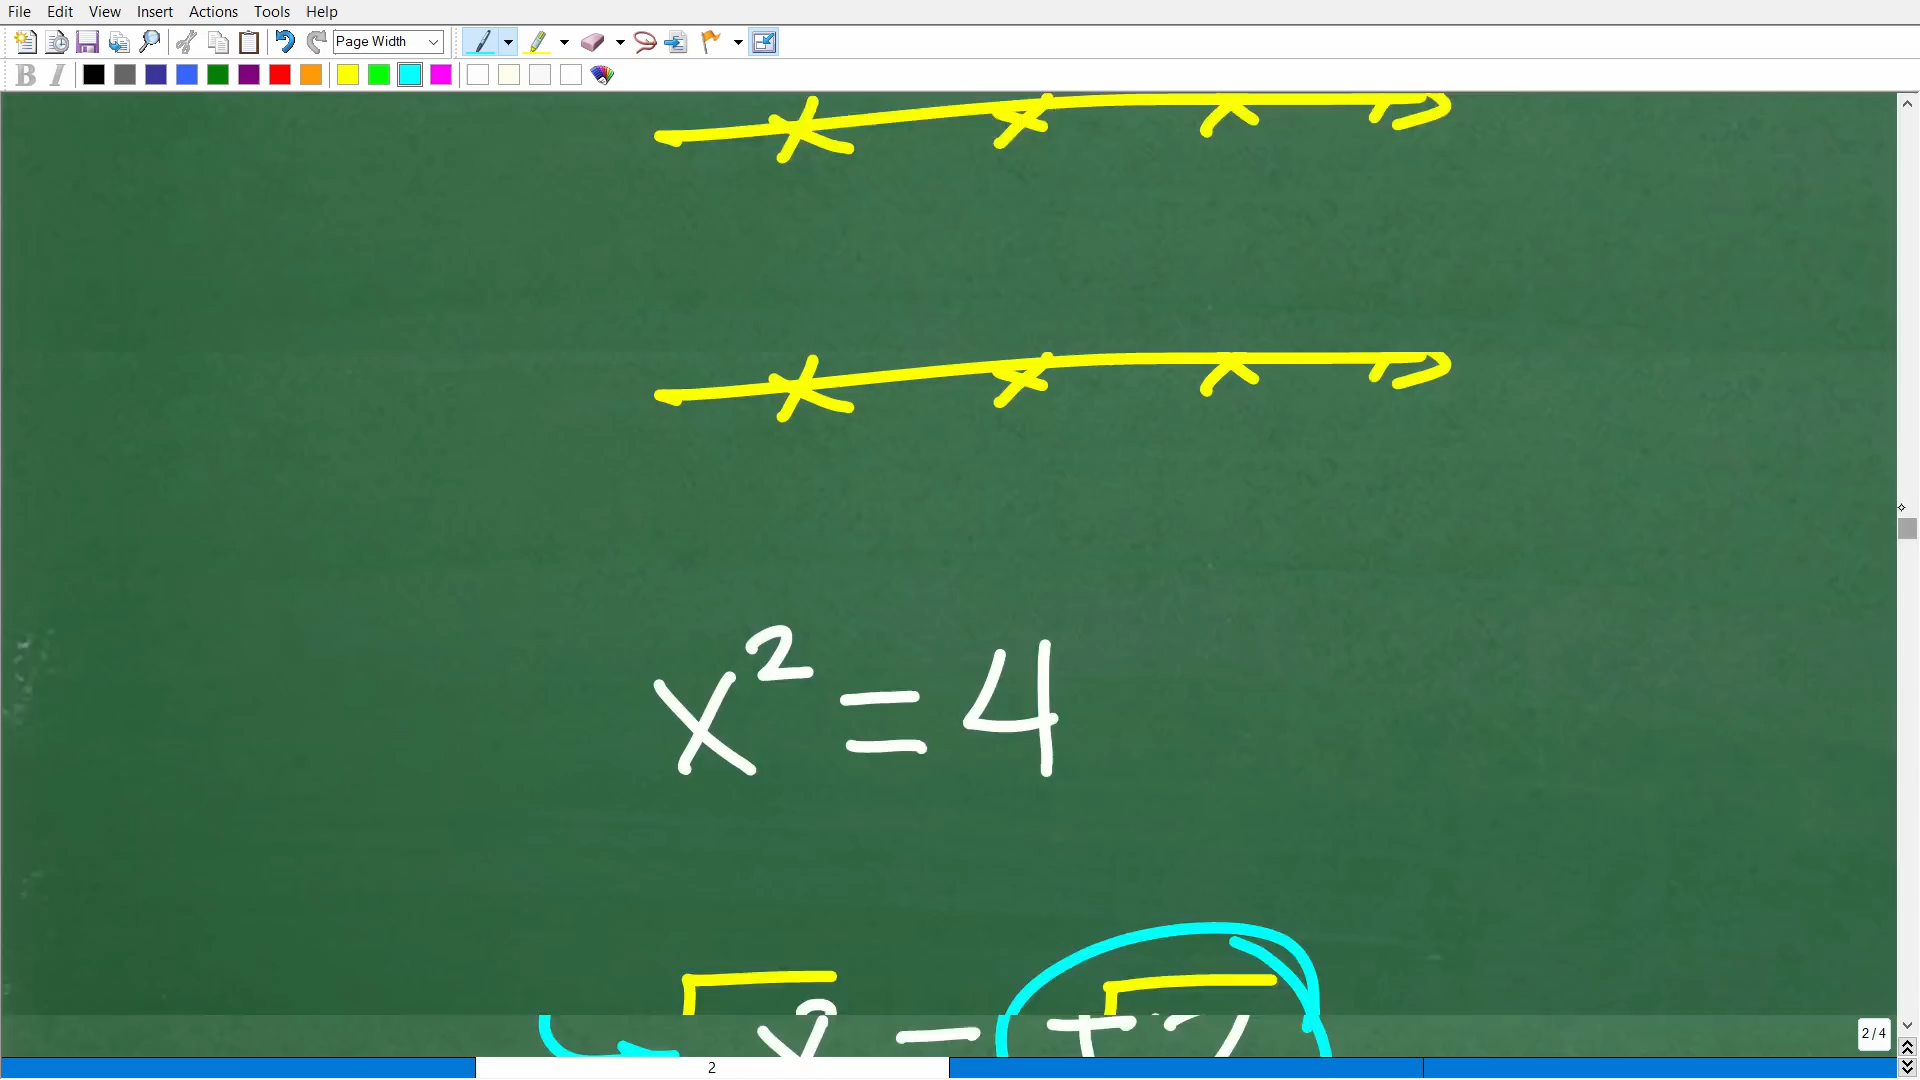 File Edit View Insert Actions Tools Help
Page Width
B I
x² = 4
2 / 4
2